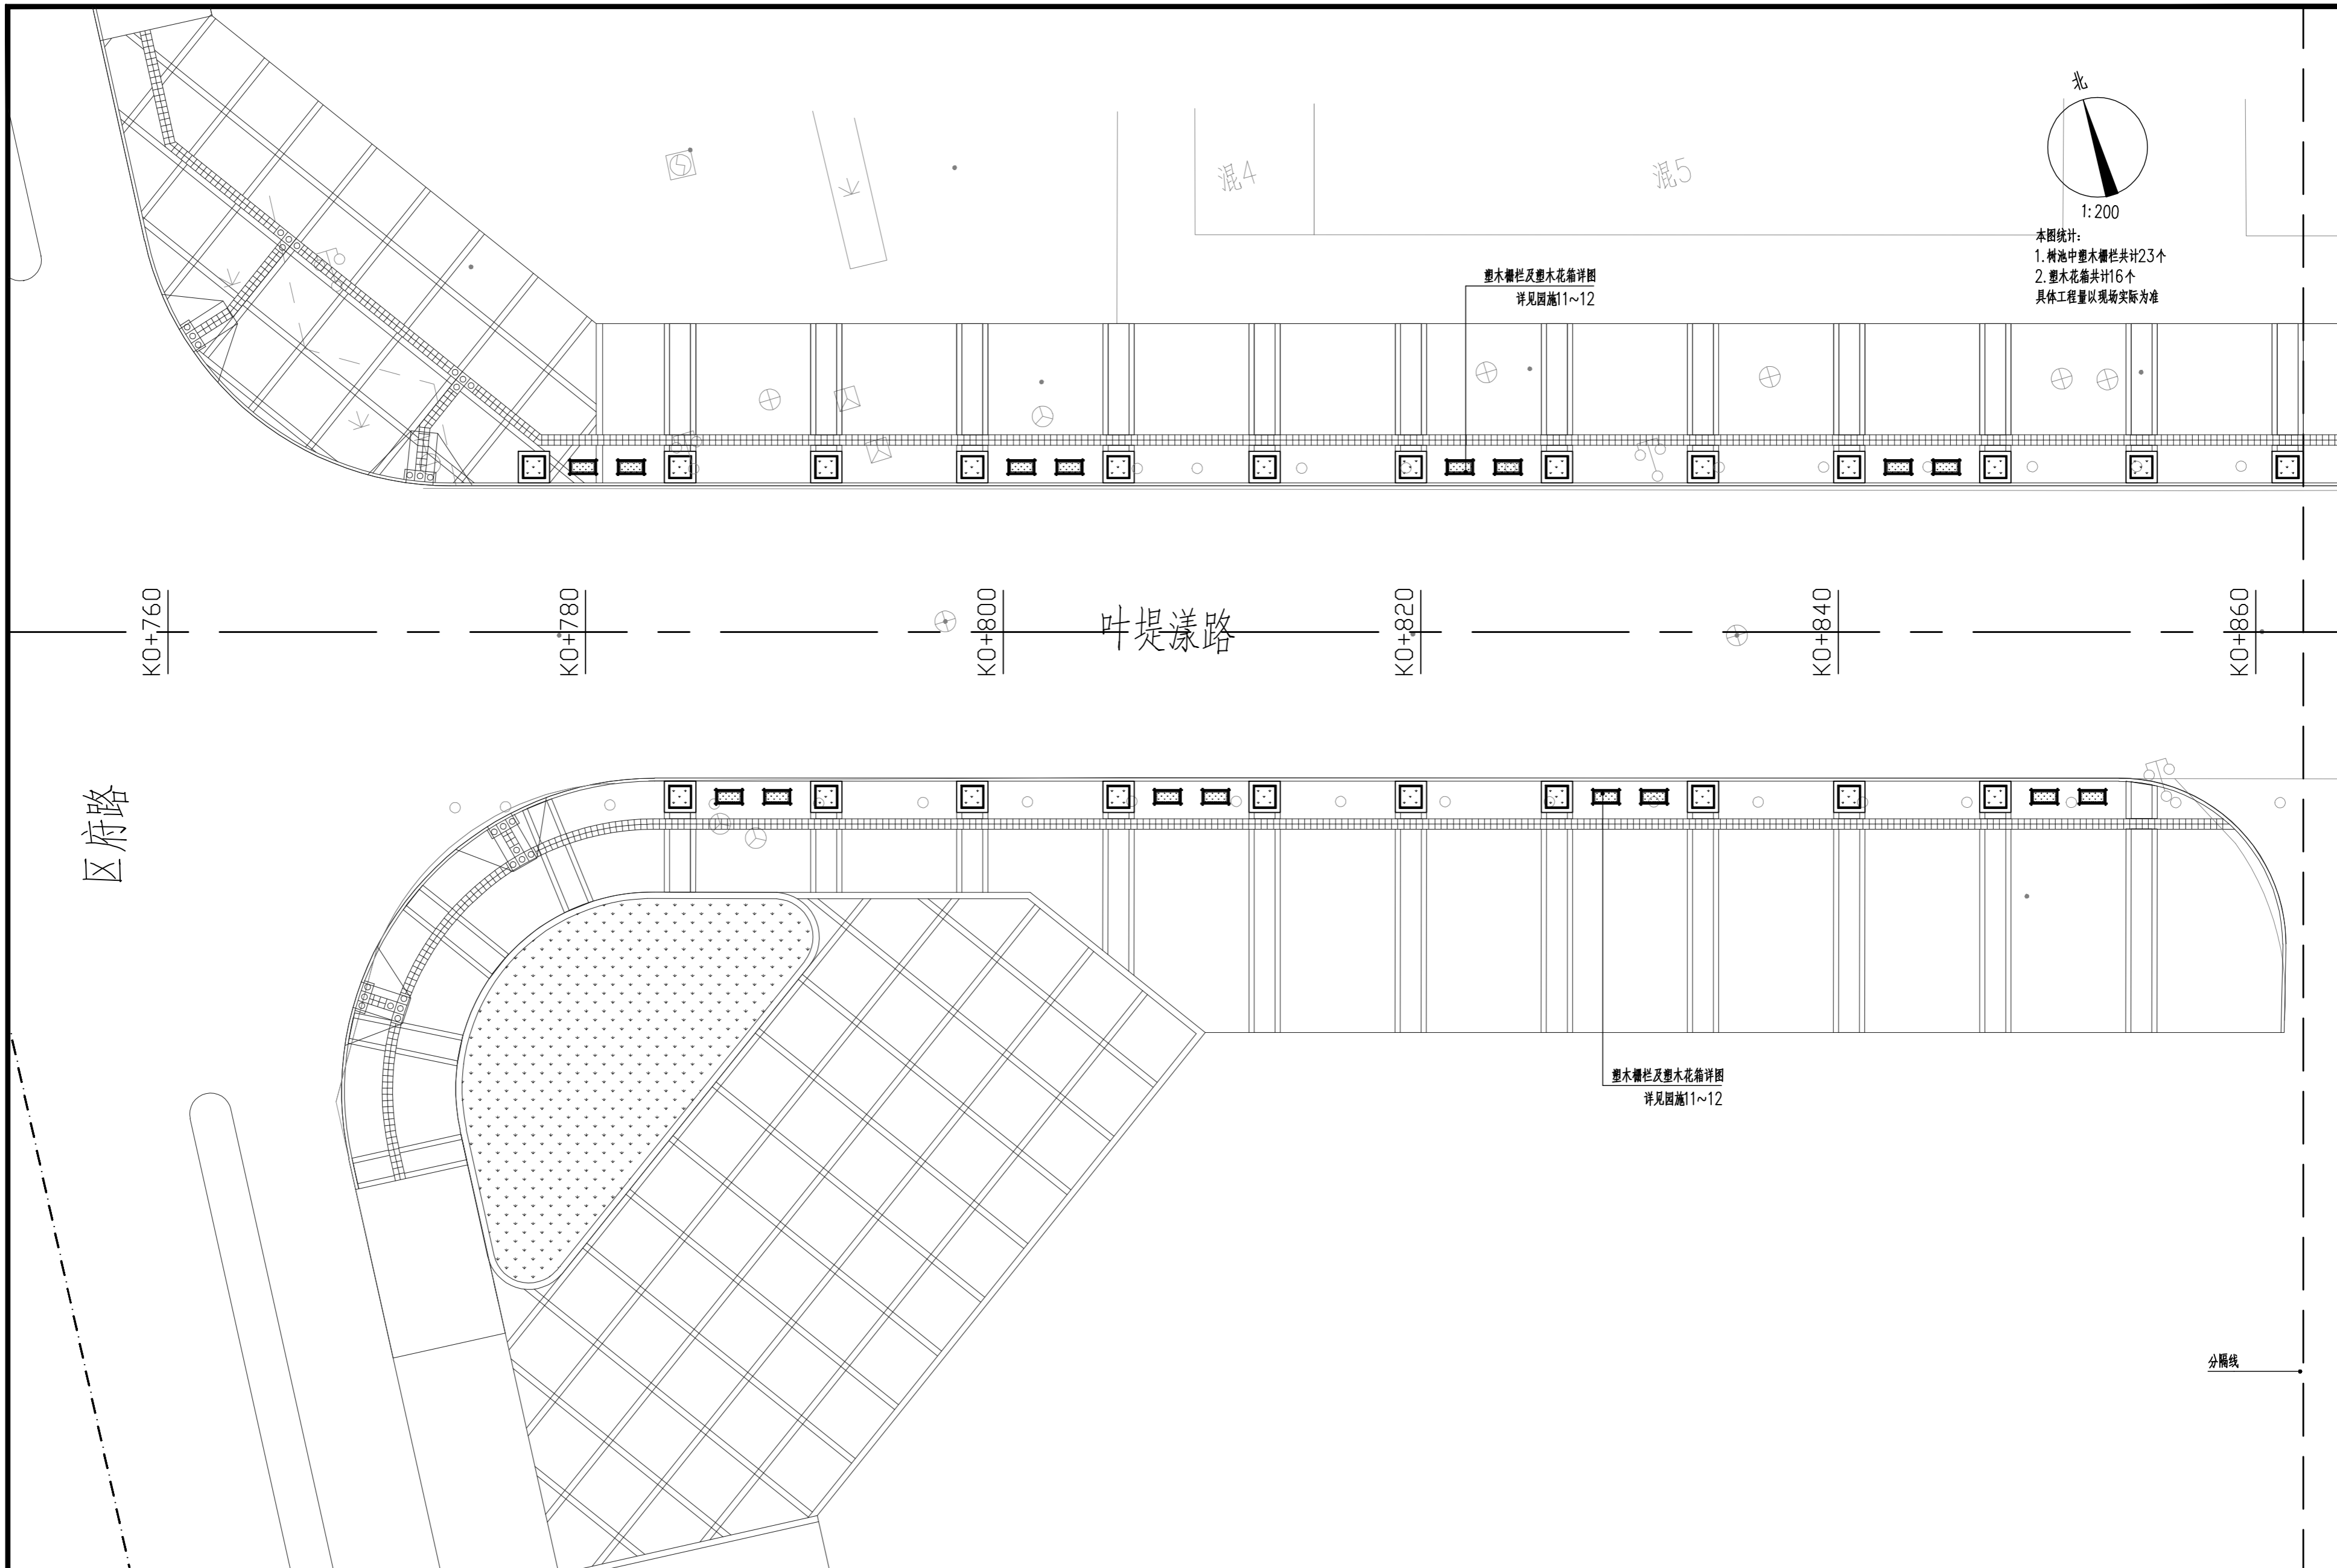 北
1:200
本图统计:
1.树池中塑木栅栏共计23个
2.塑木花箱共计16个
具体工程量以现场实际为准
混4
混5
塑木栅栏及塑木花箱详图
详见园施11~12
K0+760
K0+780
K0+800
叶堤漾路
K0+820
K0+840
K0+860
区府路
塑木栅栏及塑木花箱详图
详见园施11~12
分隔线